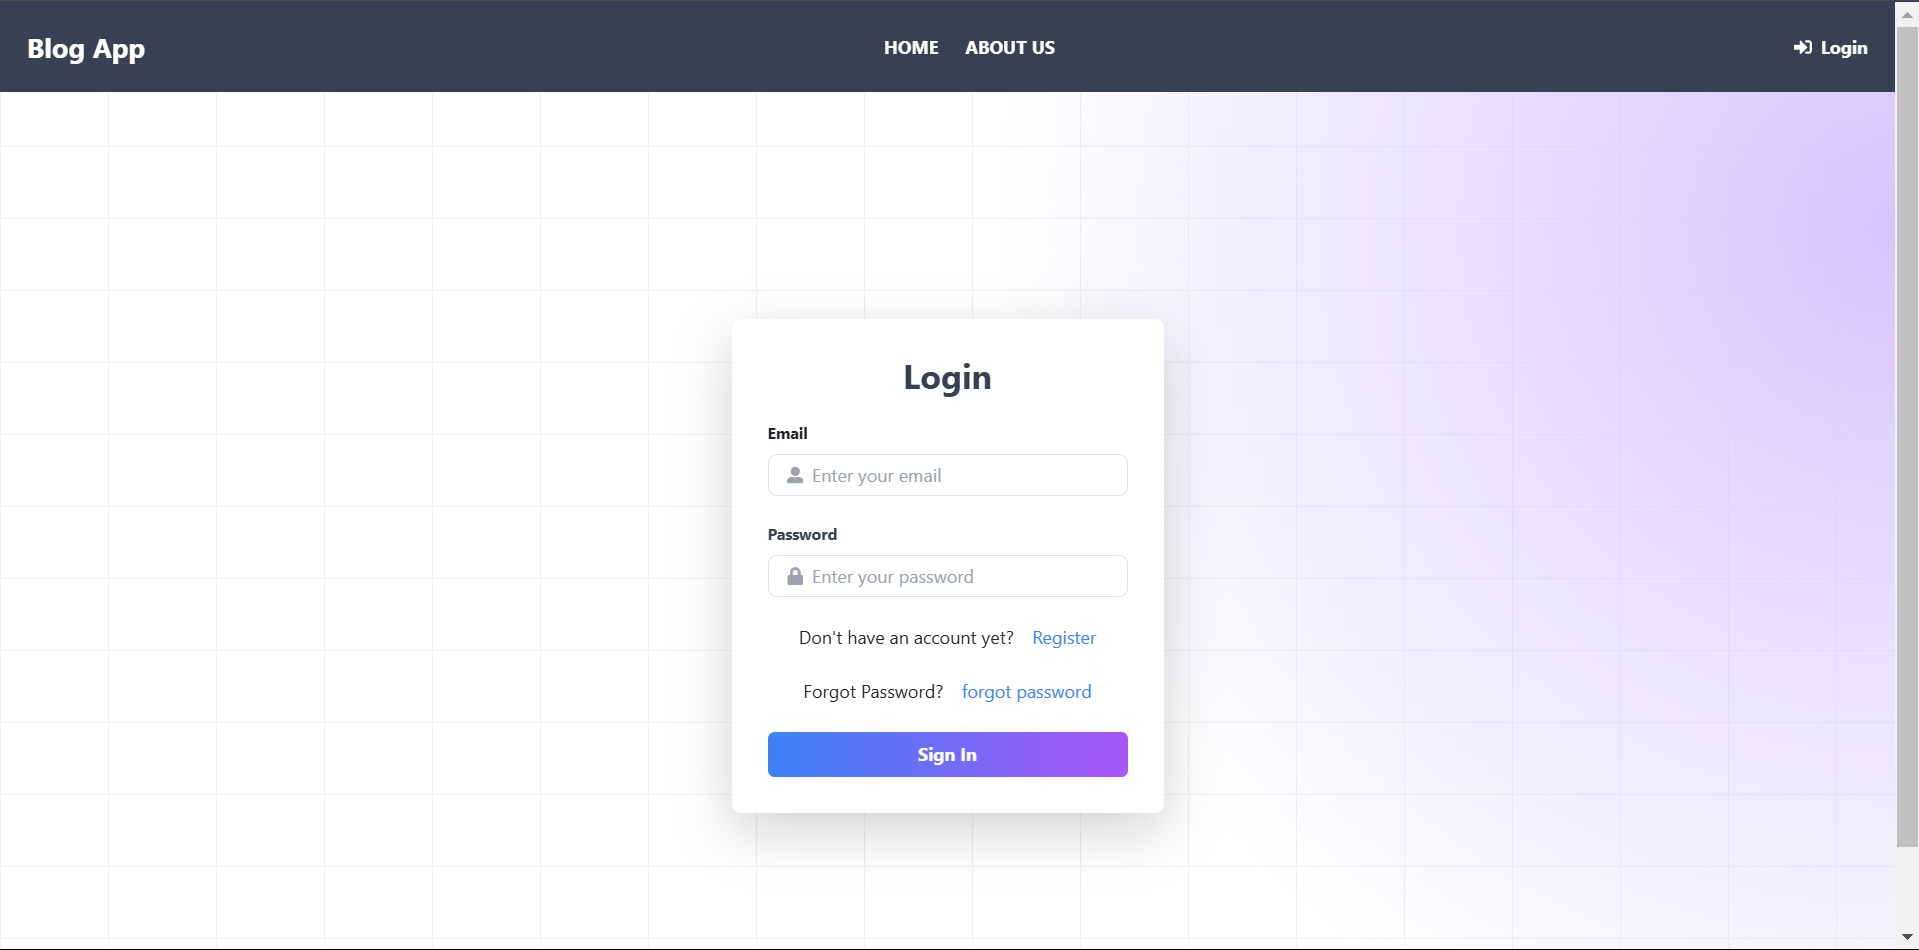 Blog App
HOME ABOUT US
Login
Login
Email
Enter your email
Password
Enter your password
Don't have an account yet? Register
Forgot Password? forgot password
Sign In